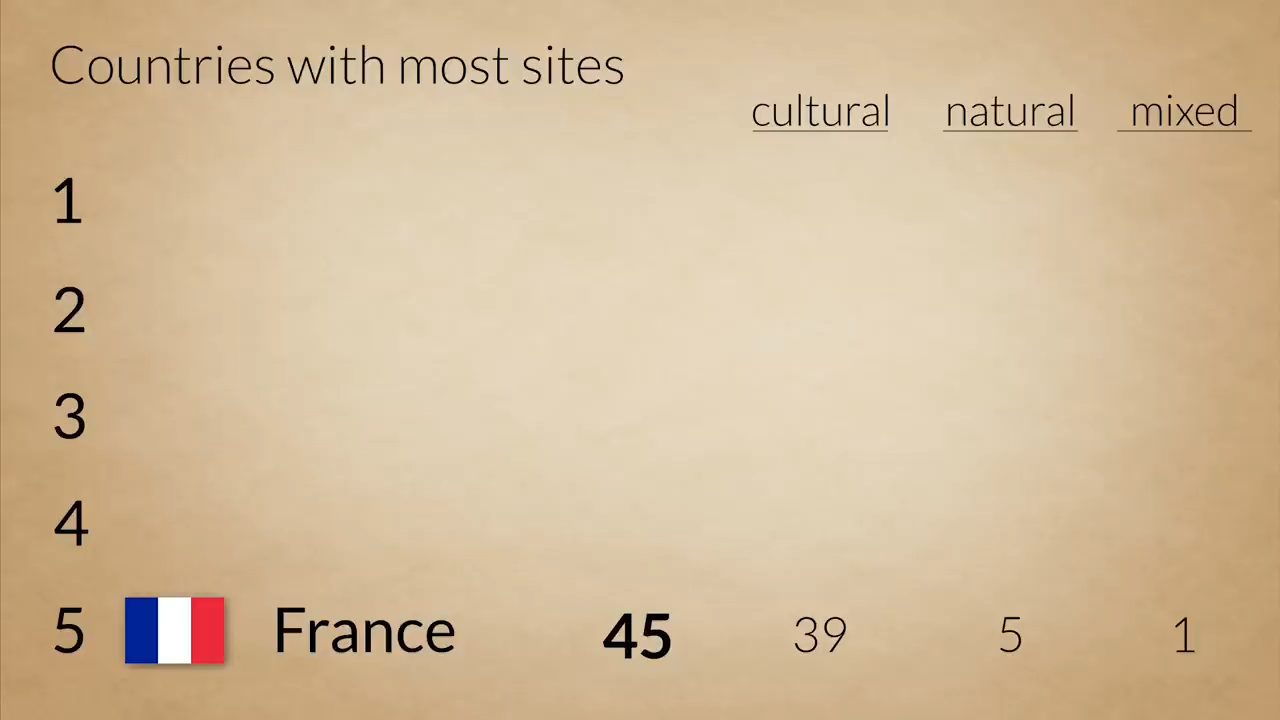 Countries with most sites
cultural natural mixed
1
2
3
4
5 France 45 39 5 1